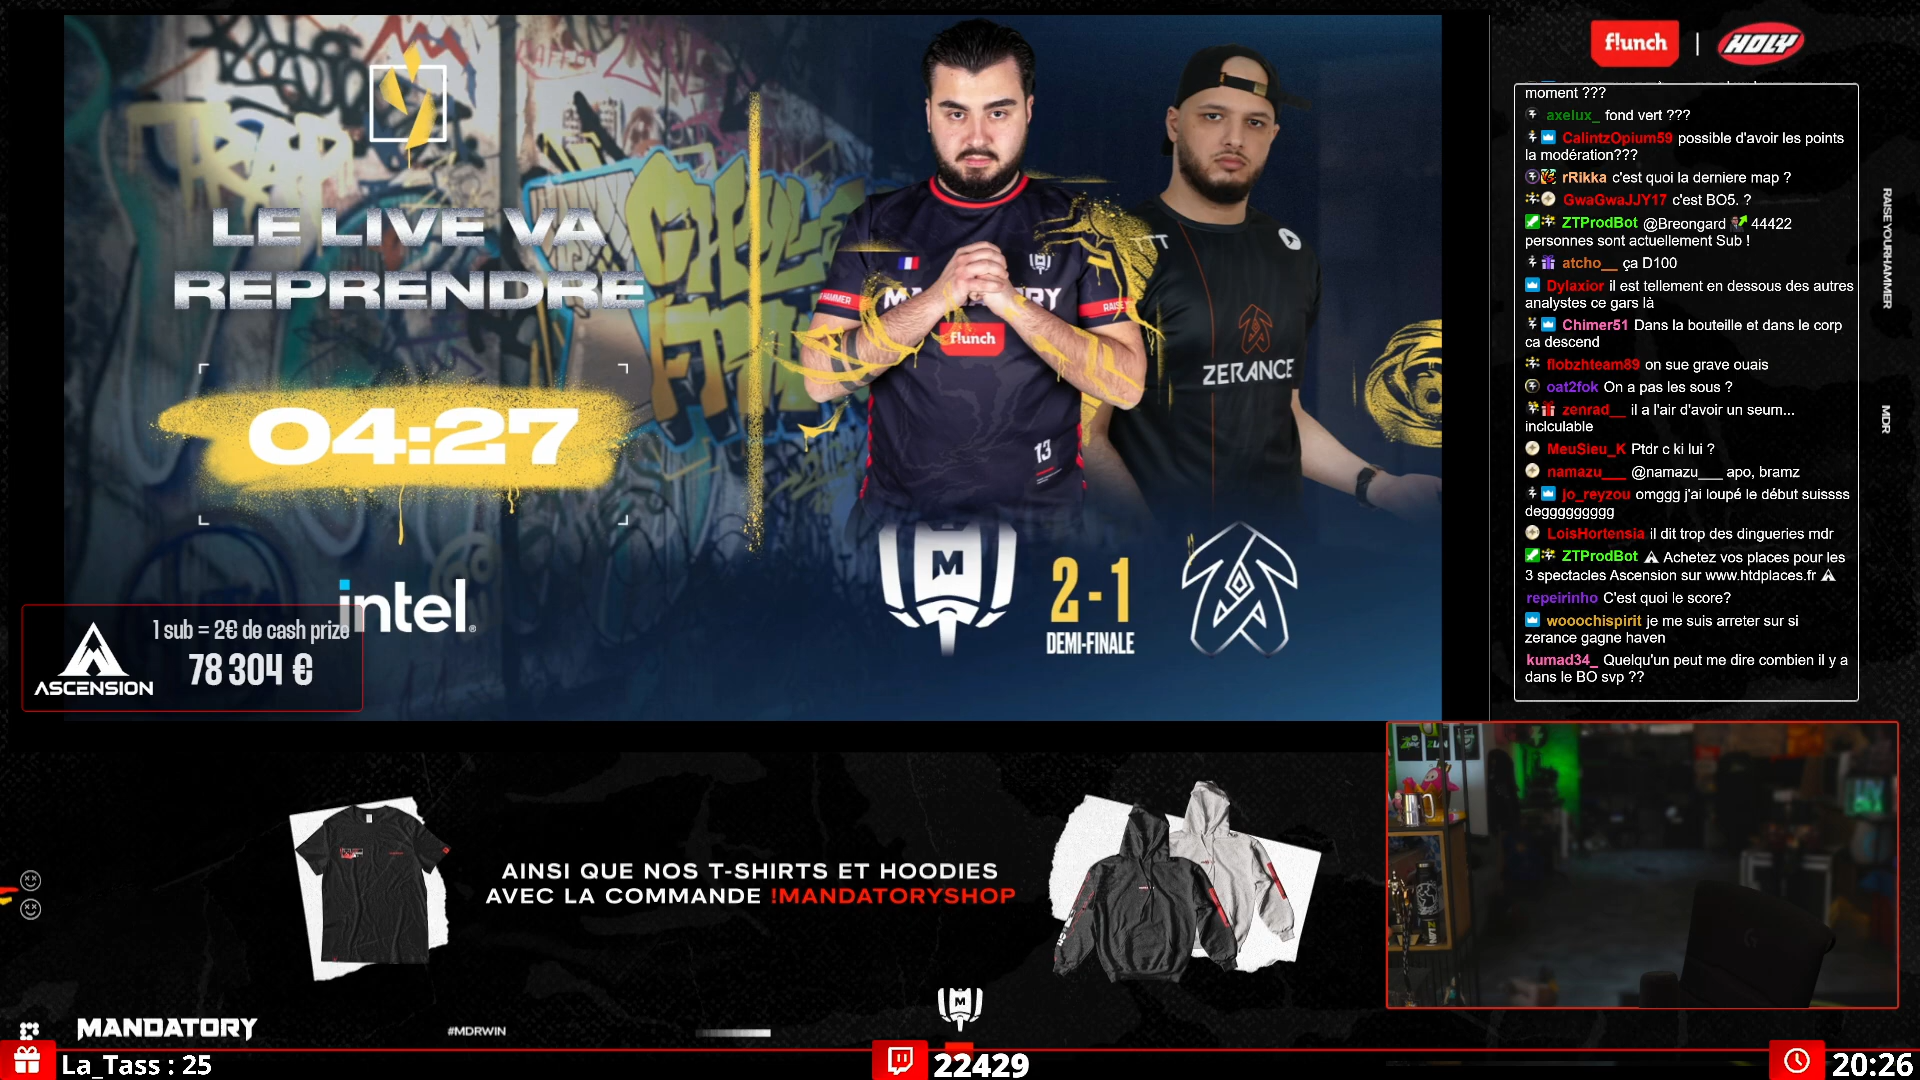 LE LIVE VA
REPRENDRE
04:27
intel.
1 sub = 2€ de cash prize
78 304 €
ASCENSION
MANDATORY
flunch
13
ZERANCE
M
2 - 1
DEMI-FINALE
flunch | HOLY
moment ???
axelux_ fond vert ???
CalintzOpium59 possible d'avoir les points
la modération???
rRikka c'est quoi la derniere map ?
GwaGwaJJY17 c'est BO5. ?
ZTProdBot @Breongard 44422
personnes sont actuellement Sub !
atcho__ ça D100
Dylaxior il est tellement en dessous des autres
analystes ce gars là
Chimer51 Dans la bouteille et dans le corp
ca descend
flobzhteam89 on sue grave ouais
oat2fok On a pas les sous ?
zenrad__ il a l'air d'avoir un seum...
inclculable
MeuSieu_K Ptdr c ki lui ?
namazu___ @namazu___ apo, bramz
jo_reyzou omggg j'ai loupé le début suissss
deggggggggg
LoisHortensia il dit trop des dingueries mdr
ZTProdBot ⚠ Achetez vos places pour les
3 spectacles Ascension sur www.htdplaces.fr ⚠
repeirinho C'est quoi le score?
wooochispirit je me suis arreter sur si
zerance gagne haven
kumad34_ Quelqu'un peut me dire combien il y a
dans le BO svp ??
RAISEYOURHAMMER
MDR
AINSI QUE NOS T-SHIRTS ET HOODIES
AVEC LA COMMANDE !MANDATORYSHOP
MANDATORY
#MDRWIN
M
La_Tass : 25
22429
20:26